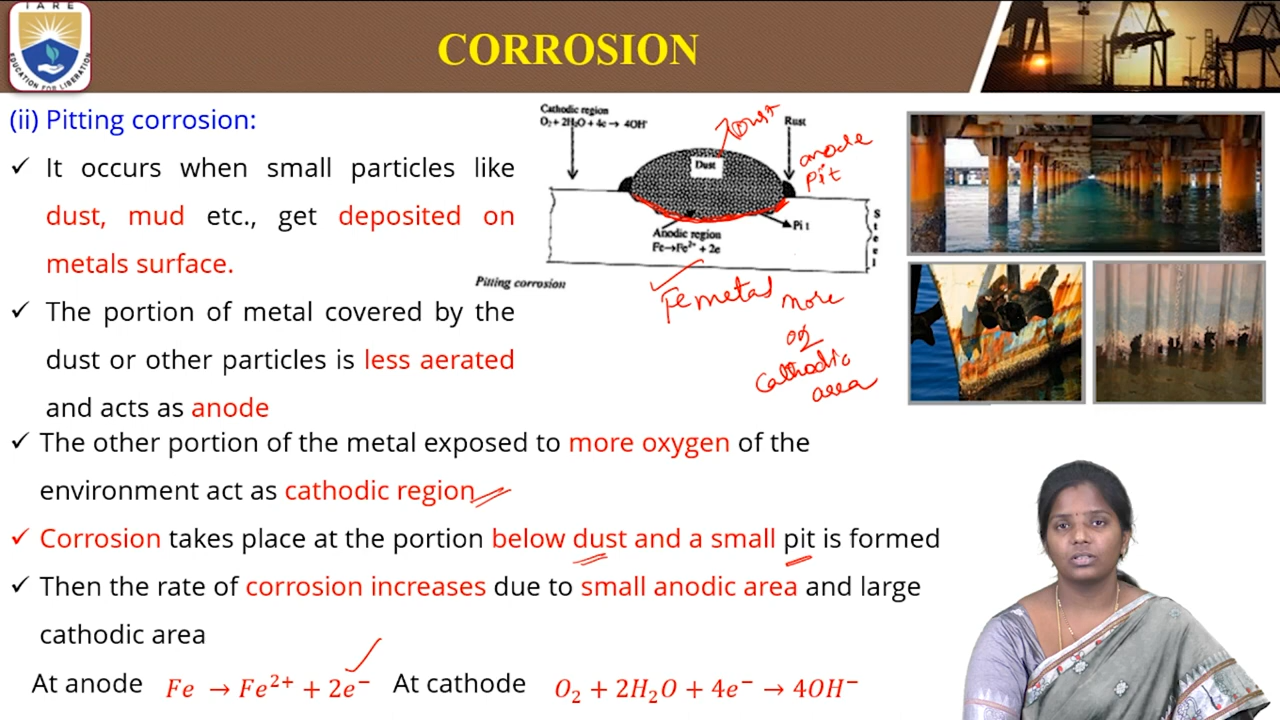 IARE
EDUCATION FOR LIBERATION
CORROSION
(ii) Pitting corrosion:
✓ It occurs when small particles like
dust, mud etc., get deposited on
metals surface.
✓ The portion of metal covered by the
dust or other particles is less aerated
and acts as anode
✓ The other portion of the metal exposed to more oxygen of the
environment act as cathodic region
✓ Corrosion takes place at the portion below dust and a small pit is formed
✓ Then the rate of corrosion increases due to small anodic area and large
cathodic area
At anode Fe → Fe²⁺ + 2e⁻ At cathode O₂ + 2H₂O + 4e⁻ → 4OH⁻
Cathodic region
O₂ + 2H₂O + 4e → 4OH⁻
Rust
Dust
anode
pit
Anodic region
Fe→Fe²⁺ + 2e
Pit
Steel
Pitting corrosion
Fe metal
more
of
Cathodic
area